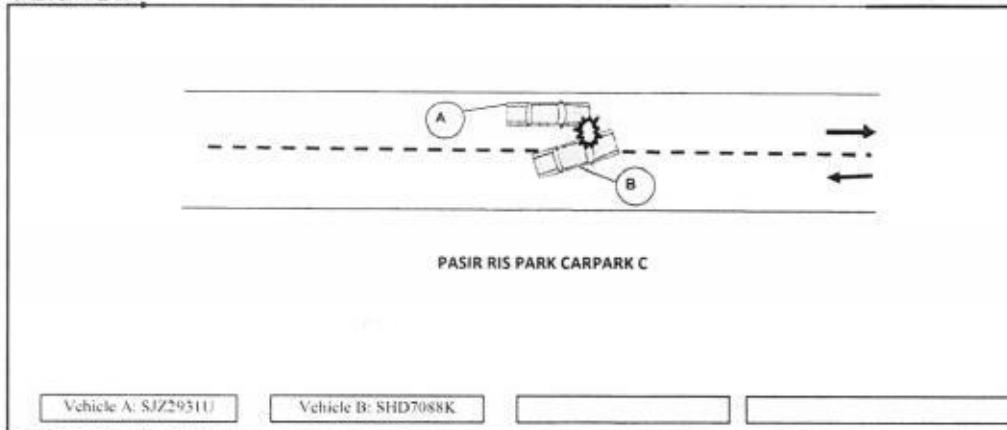 A
B
PASIR RIS PARK CARPARK C
Vehicle A: SJZ2931U
Vehicle B: SHD7088K